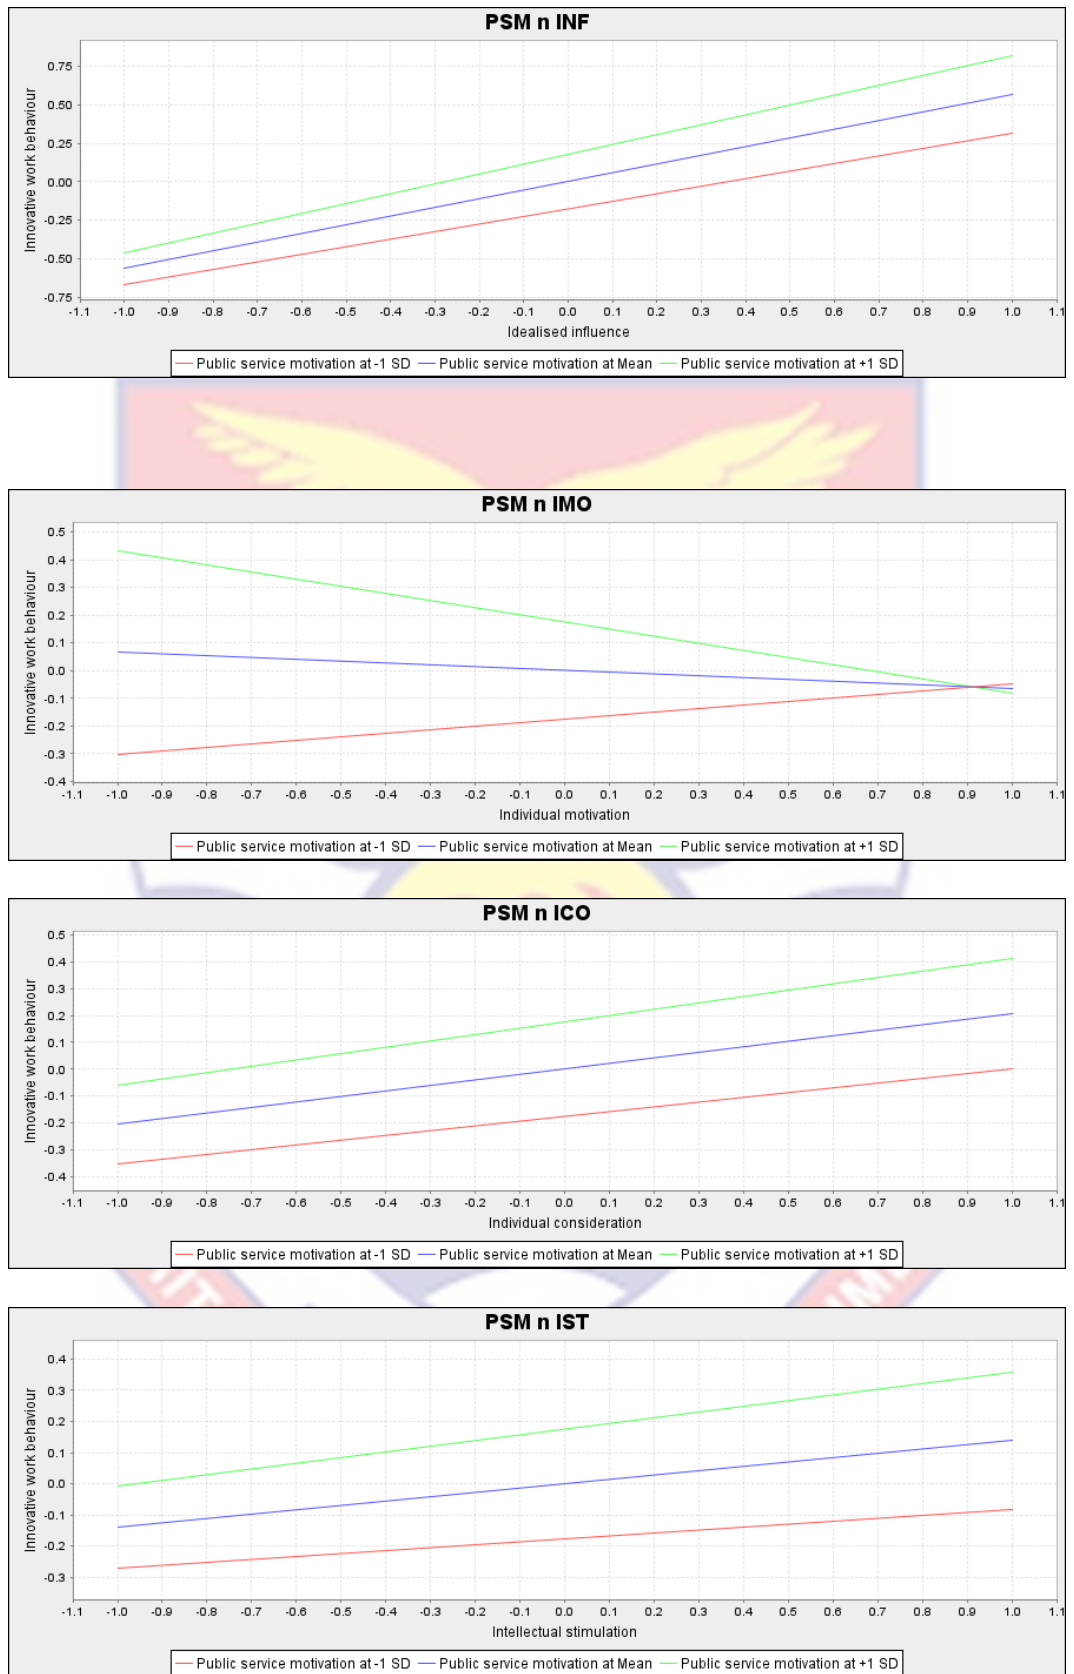 PSM n INF
Innovative work behaviour
0.75
0.50
0.25
0.00
-0.25
-0.50
-0.75
-1.1 -1.0 -0.9 -0.8 -0.7 -0.6 -0.5 -0.4 -0.3 -0.2 -0.1 0.0 0.1 0.2 0.3 0.4 0.5 0.6 0.7 0.8 0.9 1.0 1.1
Idealised influence
Public service motivation at -1 SD Public service motivation at Mean Public service motivation at +1 SD
PSM n IMO
Innovative work behaviour
0.5
0.4
0.3
0.2
0.1
0.0
-0.1
-0.2
-0.3
-0.4
-1.1 -1.0 -0.9 -0.8 -0.7 -0.6 -0.5 -0.4 -0.3 -0.2 -0.1 0.0 0.1 0.2 0.3 0.4 0.5 0.6 0.7 0.8 0.9 1.0 1.1
Individual motivation
Public service motivation at -1 SD Public service motivation at Mean Public service motivation at +1 SD
PSM n ICO
Innovative work behaviour
0.5
0.4
0.3
0.2
0.1
0.0
-0.1
-0.2
-0.3
-0.4
-1.1 -1.0 -0.9 -0.8 -0.7 -0.6 -0.5 -0.4 -0.3 -0.2 -0.1 0.0 0.1 0.2 0.3 0.4 0.5 0.6 0.7 0.8 0.9 1.0 1.1
Individual consideration
Public service motivation at -1 SD Public service motivation at Mean Public service motivation at +1 SD
PSM n IST
Innovative work behaviour
0.4
0.3
0.2
0.1
0.0
-0.1
-0.2
-0.3
-1.1 -1.0 -0.9 -0.8 -0.7 -0.6 -0.5 -0.4 -0.3 -0.2 -0.1 0.0 0.1 0.2 0.3 0.4 0.5 0.6 0.7 0.8 0.9 1.0 1.1
Intellectual stimulation
Public service motivation at -1 SD Public service motivation at Mean Public service motivation at +1 SD